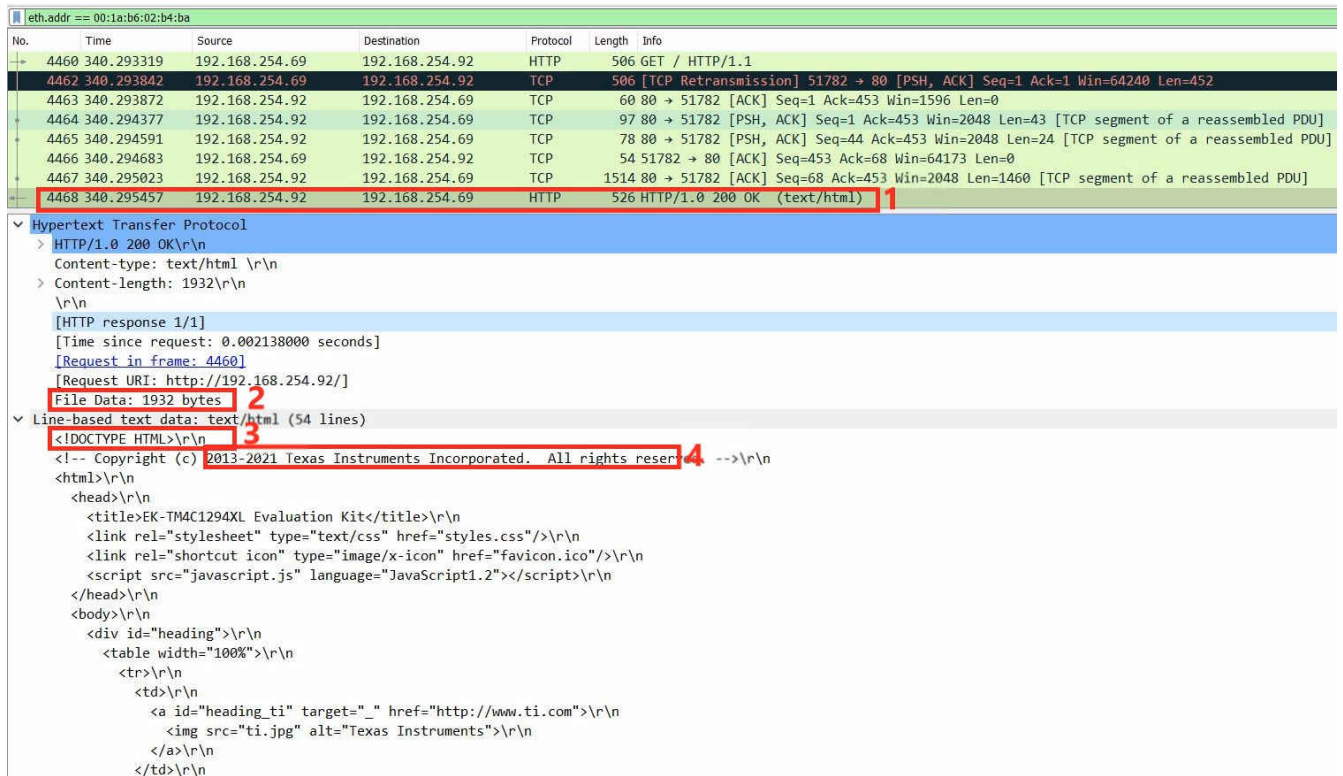 eth.addr == 00:1a:b6:02:b4:ba
No. Time Source Destination Protocol Length Info
4460 340.293319 192.168.254.69 192.168.254.92 HTTP 506 GET / HTTP/1.1
4462 340.293842 192.168.254.69 192.168.254.92 TCP 506 [TCP Retransmission] 51782 → 80 [PSH, ACK] Seq=1 Ack=1 Win=64240 Len=452
4463 340.293872 192.168.254.92 192.168.254.69 TCP 60 80 → 51782 [ACK] Seq=1 Ack=453 Win=1596 Len=0
4464 340.294377 192.168.254.92 192.168.254.69 TCP 97 80 → 51782 [PSH, ACK] Seq=1 Ack=453 Win=2048 Len=43 [TCP segment of a reassembled PDU]
4465 340.294591 192.168.254.92 192.168.254.69 TCP 78 80 → 51782 [PSH, ACK] Seq=44 Ack=453 Win=2048 Len=24 [TCP segment of a reassembled PDU]
4466 340.294683 192.168.254.69 192.168.254.92 TCP 54 51782 → 80 [ACK] Seq=453 Ack=68 Win=64173 Len=0
4467 340.295023 192.168.254.92 192.168.254.69 TCP 1514 80 → 51782 [ACK] Seq=68 Ack=453 Win=2048 Len=1460 [TCP segment of a reassembled PDU]
4468 340.295457 192.168.254.92 192.168.254.69 HTTP 526 HTTP/1.0 200 OK (text/html) 1
Hypertext Transfer Protocol
HTTP/1.0 200 OK\r\n
Content-type: text/html \r\n
Content-length: 1932\r\n
\r\n
[HTTP response 1/1]
[Time since request: 0.002138000 seconds]
[Request in frame: 4460]
[Request URI: http://192.168.254.92/]
File Data: 1932 bytes 2
Line-based text data: text/html (54 lines)
<!DOCTYPE HTML>\r\n 3
<!-- Copyright (c) 2013-2021 Texas Instruments Incorporated.  All rights reserved. 4 -->\r\n
<html>\r\n
<head>\r\n
<title>EK-TM4C1294XL Evaluation Kit</title>\r\n
<link rel="stylesheet" type="text/css" href="styles.css"/>\r\n
<link rel="shortcut icon" type="image/x-icon" href="favicon.ico"/>\r\n
<script src="javascript.js" language="JavaScript1.2"></script>\r\n
</head>\r\n
<body>\r\n
<div id="heading">\r\n
<table width="100%">\r\n
<tr>\r\n
<td>\r\n
<a id="heading_ti" target="_" href="http://www.ti.com">\r\n
<img src="ti.jpg" alt="Texas Instruments">\r\n
</a>\r\n
</td>\r\n